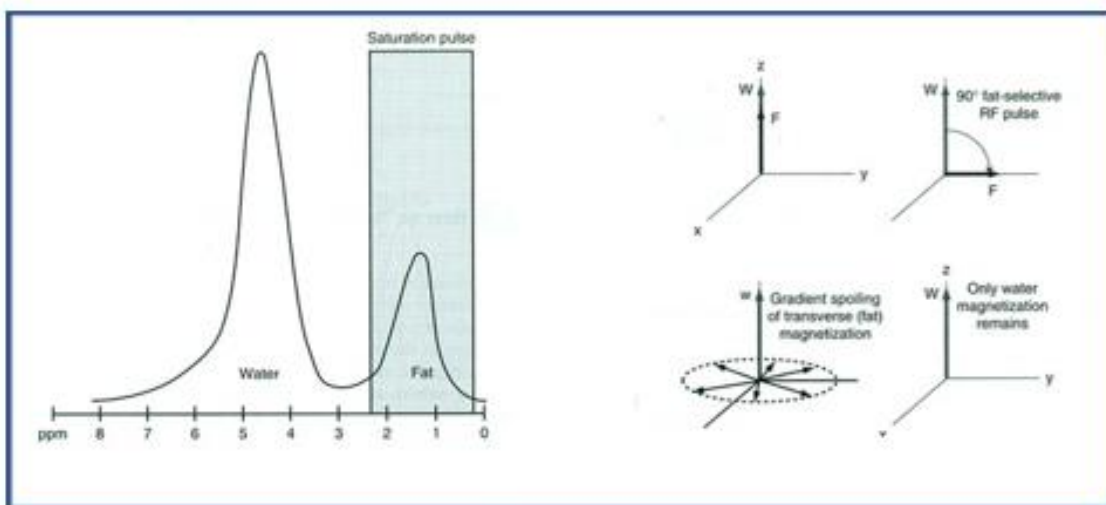 Saturation pulse
Water
Fat
ppm 8 7 6 5 4 3 2 1 0
z
W
F
y
x
W
90° fat-selective
RF pulse
F
w
Gradient spoiling
of transverse (fat)
magnetization
z
W
Only water
magnetization
remains
y